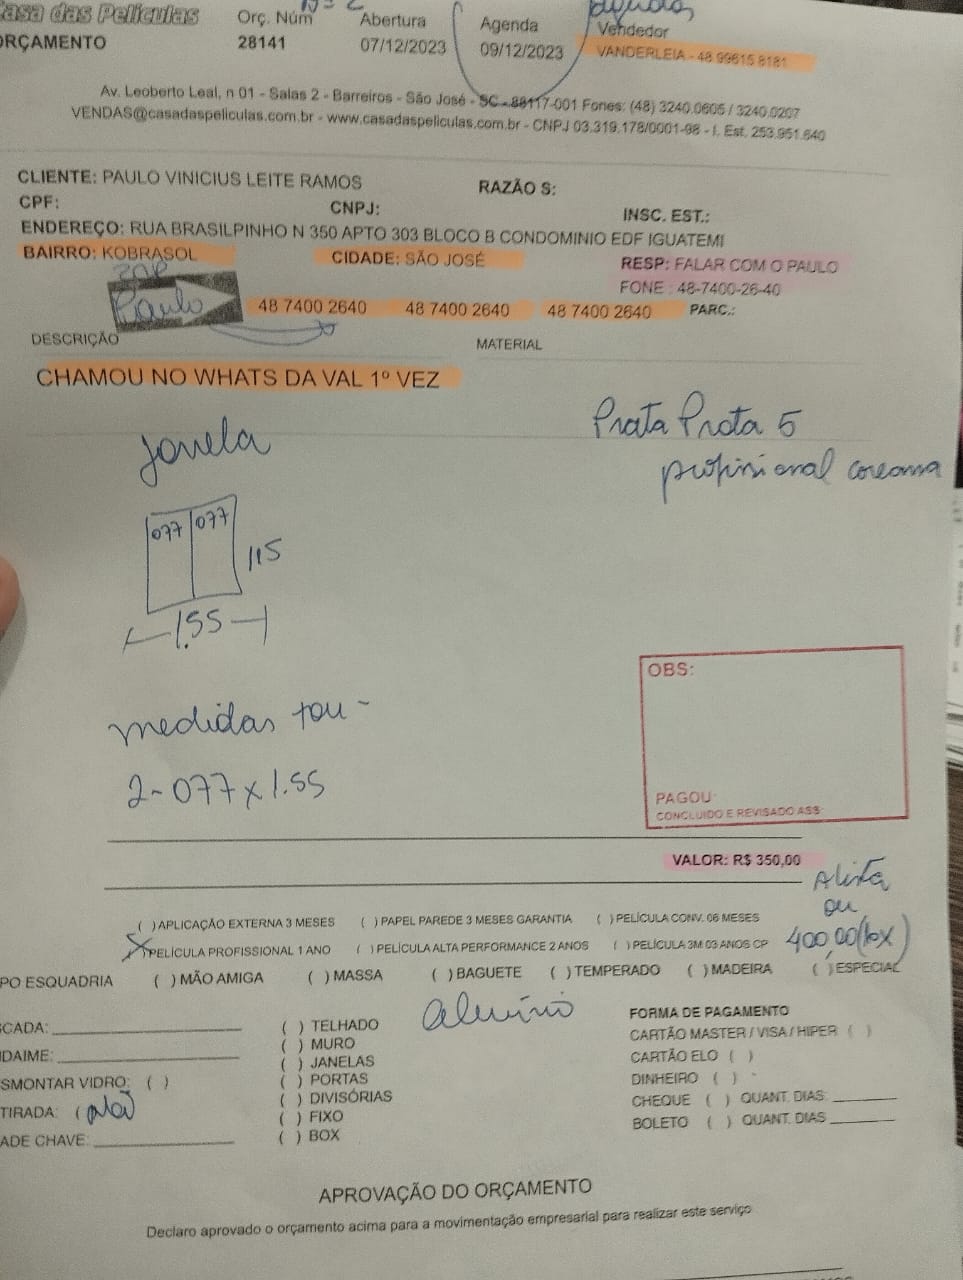 Casa das Películas
ORÇAMENTO
Orç. Núm
28141
Abertura
07/12/2023
Agenda
09/12/2023
Vendedor
VANDERLEIA - 48 99615 8181
Av. Leoberto Leal, n 01 - Salas 2 - Barreiros - São José - SC - 88117-001 Fones: (48) 3240.0605 / 3240.0207
VENDAS@casadaspeliculas.com.br - www.casadaspeliculas.com.br - CNPJ 03.319.178/0001-98 - I. Est. 253.951.640
CLIENTE: PAULO VINICIUS LEITE RAMOS
RAZÃO S:
CPF:
CNPJ:
INSC. EST.:
ENDEREÇO: RUA BRASILPINHO N 350 APTO 303 BLOCO B CONDOMINIO EDF IGUATEMI
BAIRRO: KOBRASOL
CIDADE: SÃO JOSÉ
RESP: FALAR COM O PAULO
FONE : 48-7400-26-40
Paulo
48 7400 2640 48 7400 2640 48 7400 2640 PARC.:
DESCRIÇÃO
MATERIAL
CHAMOU NO WHATS DA VAL 1º VEZ
Janela
Prata Prata 5
profissional coreana
077 077
115
1.55
medidas
2- 077 x 1.55
OBS:
PAGOU
CONCLUIDO E REVISADO ASS:
VALOR: R$ 350,00
A vista
ou
400,00 (10x)
( ) APLICAÇÃO EXTERNA 3 MESES ( ) PAPEL PAREDE 3 MESES GARANTIA ( ) PELÍCULA CONV. 06 MESES
(X) PELÍCULA PROFISSIONAL 1 ANO ( ) PELÍCULA ALTA PERFORMANCE 2 ANOS ( ) PELÍCULA 3M 03 ANOS CP
PO ESQUADRIA ( ) MÃO AMIGA ( ) MASSA ( ) BAGUETE ( ) TEMPERADO ( ) MADEIRA ( ) ESPECIAL
Aluminio
SCADA:
NDAIME:
SMONTAR VIDRO: ( )
TIRADA: ( Não
ADE CHAVE:
( ) TELHADO
( ) MURO
( ) JANELAS
( ) PORTAS
( ) DIVISÓRIAS
( ) FIXO
( ) BOX
FORMA DE PAGAMENTO
CARTÃO MASTER / VISA / HIPER ( )
CARTÃO ELO ( )
DINHEIRO ( )
CHEQUE ( ) QUANT. DIAS:
BOLETO ( ) QUANT. DIAS
APROVAÇÃO DO ORÇAMENTO
Declaro aprovado o orçamento acima para a movimentação empresarial para realizar este serviço